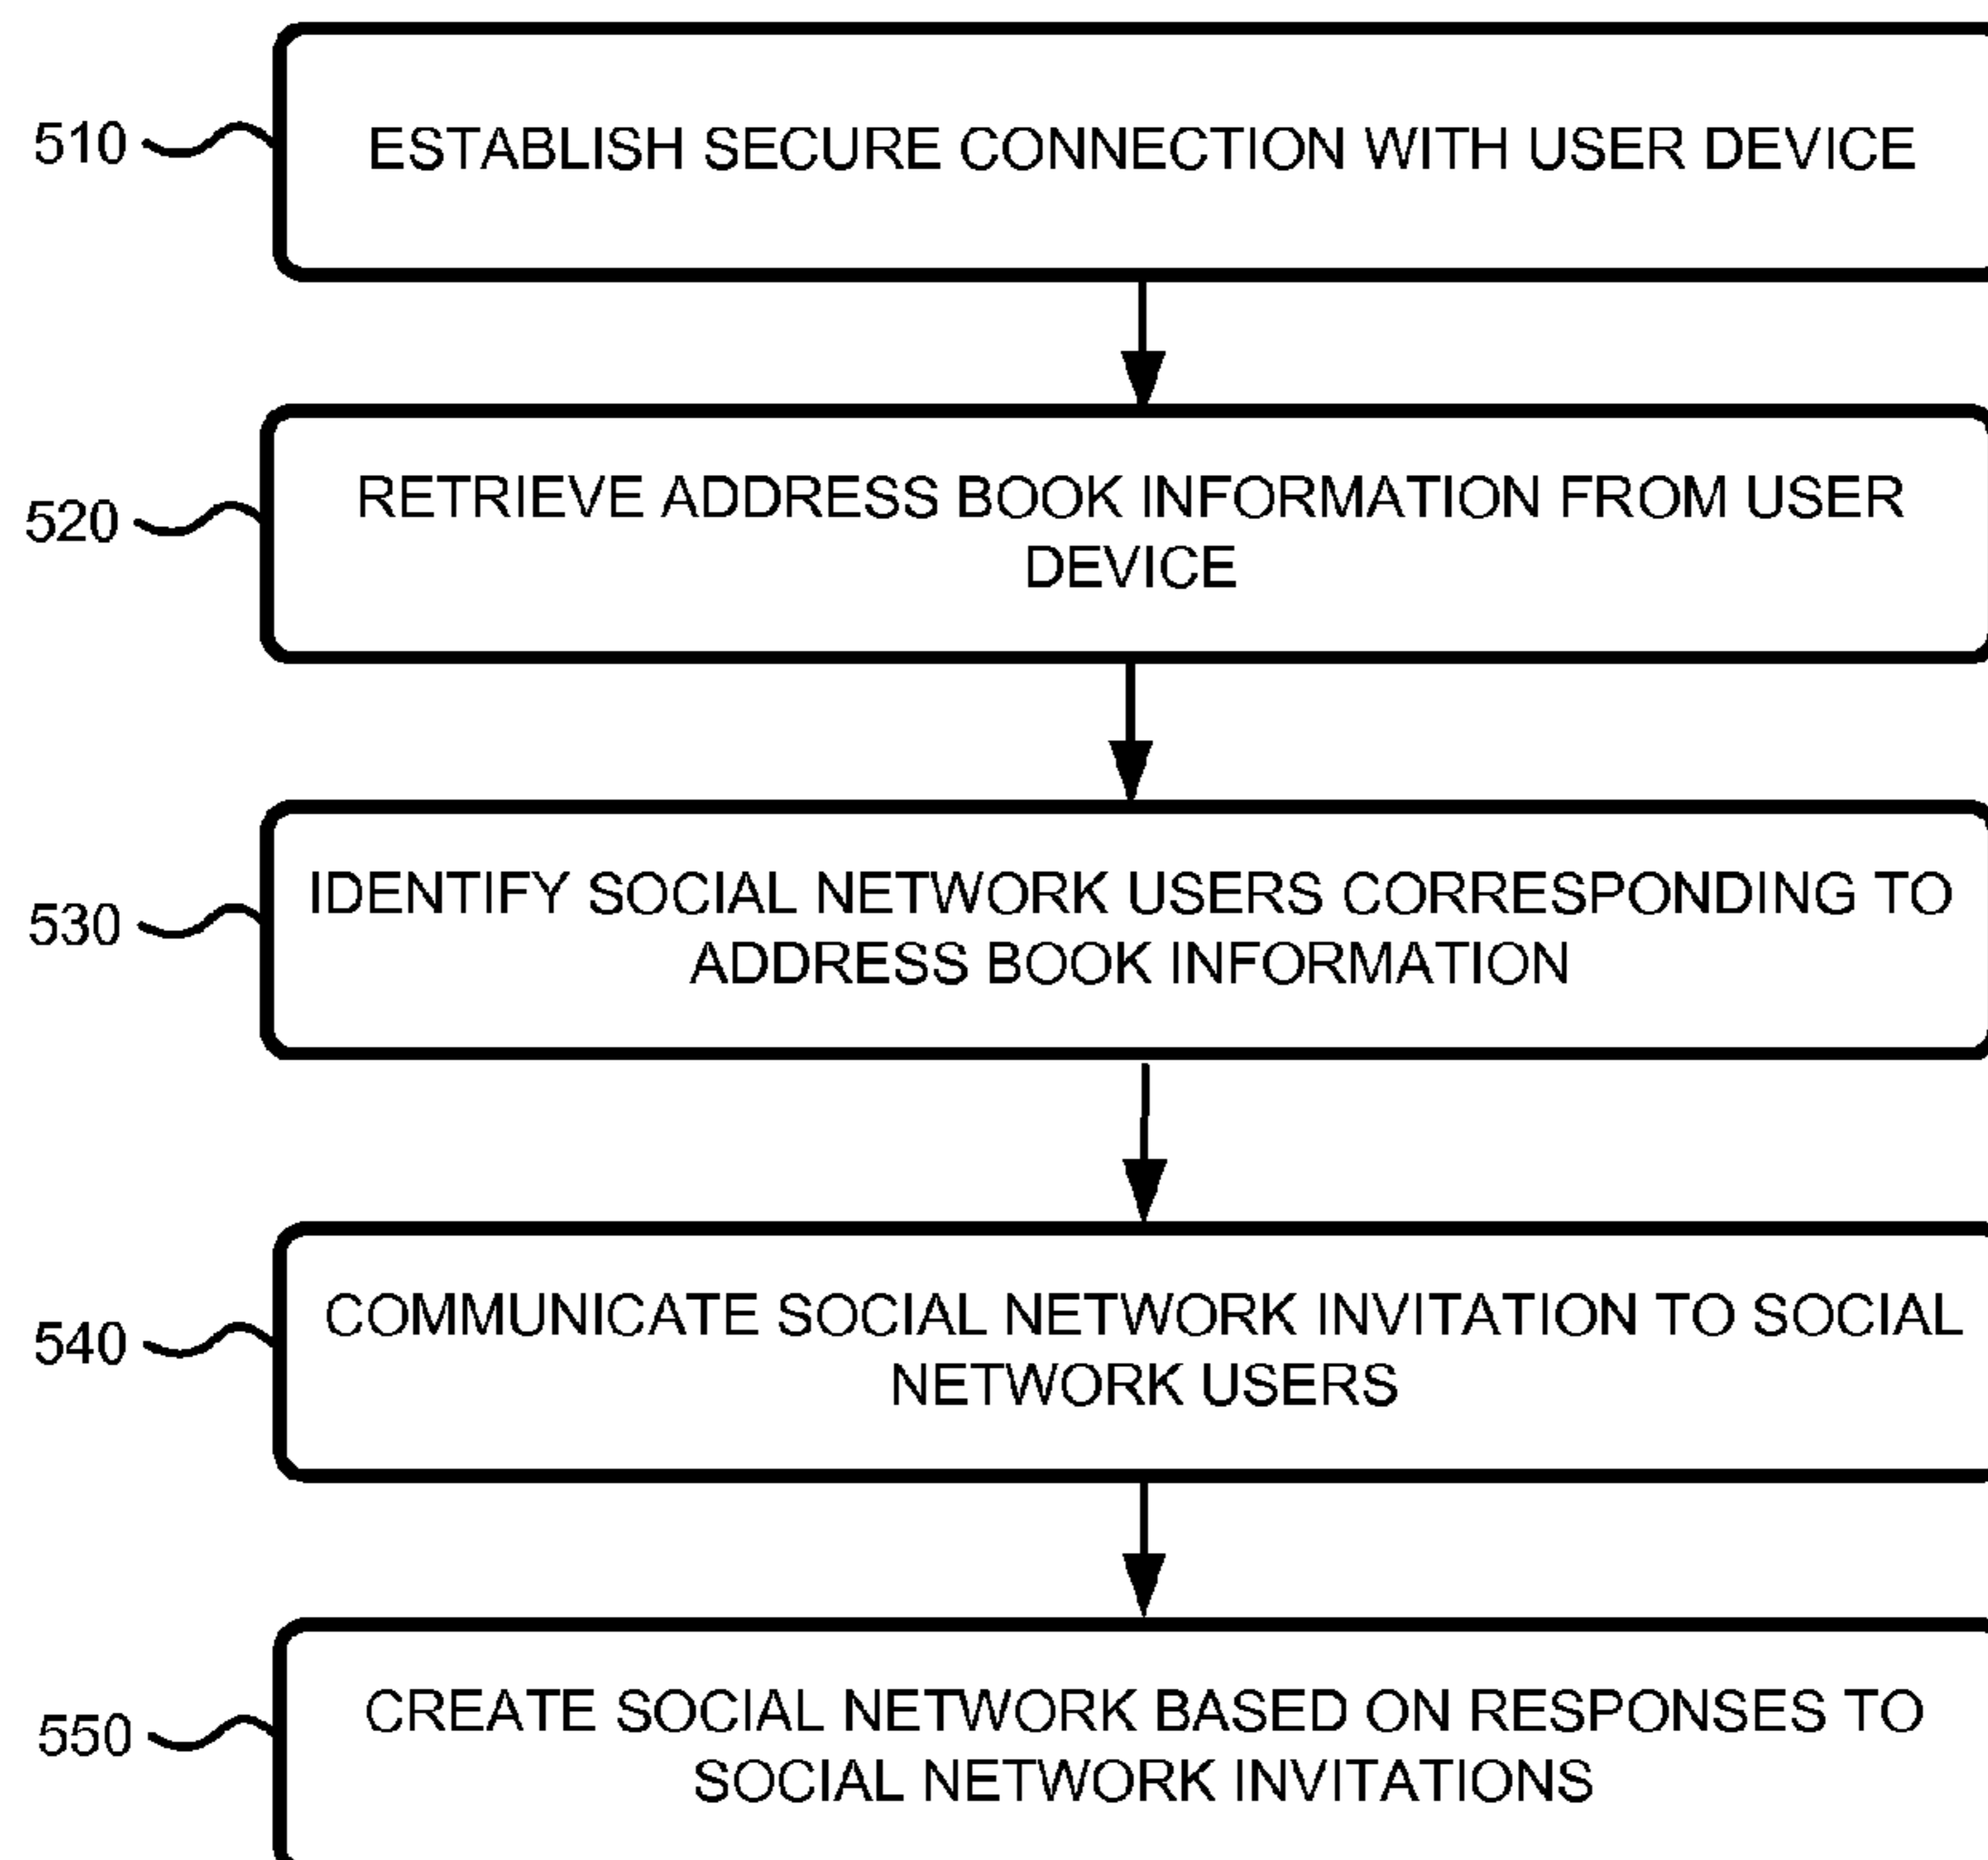 510
ESTABLISH SECURE CONNECTION WITH USER DEVICE
520
RETRIEVE ADDRESS BOOK INFORMATION FROM USER
DEVICE
530
IDENTIFY SOCIAL NETWORK USERS CORRESPONDING TO
ADDRESS BOOK INFORMATION
540
COMMUNICATE SOCIAL NETWORK INVITATION TO SOCIAL
NETWORK USERS
550
CREATE SOCIAL NETWORK BASED ON RESPONSES TO
SOCIAL NETWORK INVITATIONS